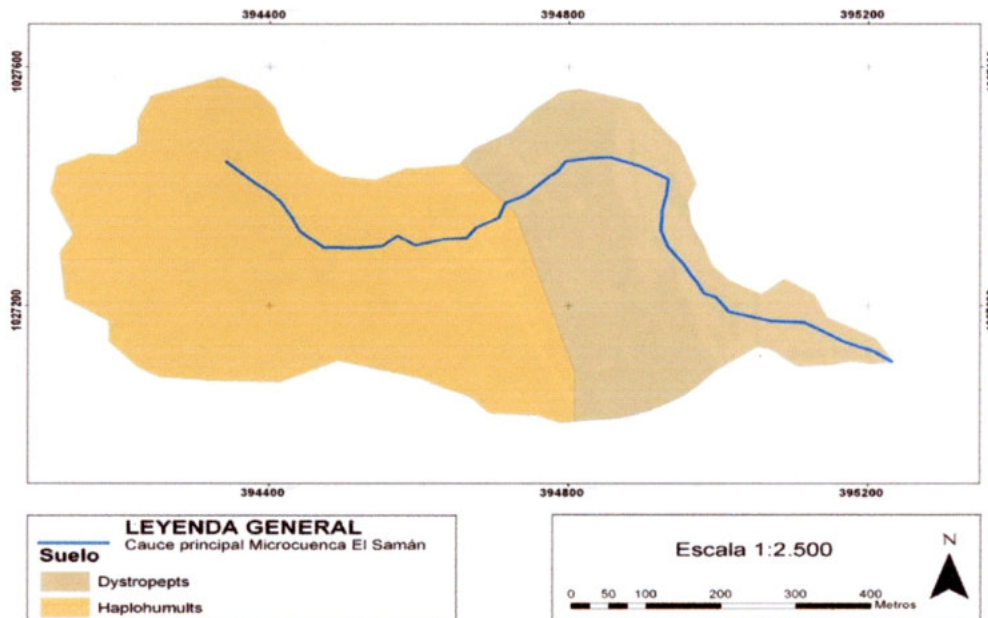 394400 394800 395200
1027600
1027200
394400 394800 395200
LEYENDA GENERAL
Cauce principal Microcuenca El Samán
Suelo
Dystropepts
Haplohumults
Escala 1:2.500
N
0 50 100 200 300 400
Metros